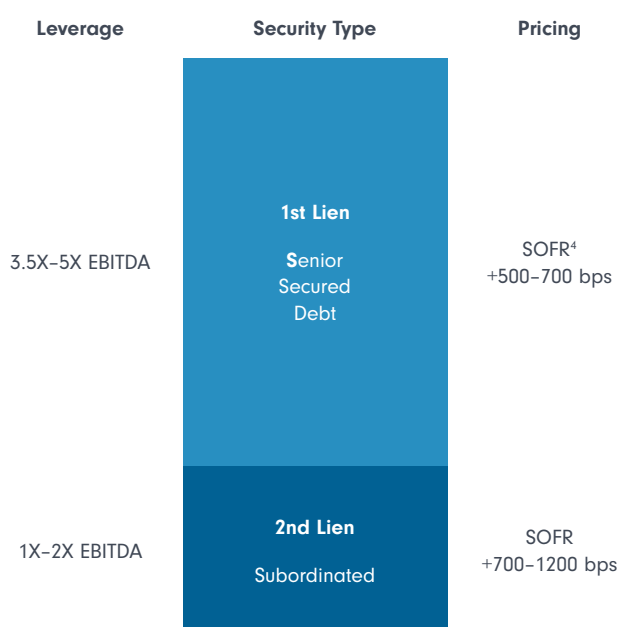 Leverage Security Type Pricing
1st Lien
3.5X–5X EBITDA
Senior
Secured
Debt
SOFR⁴
+500–700 bps
2nd Lien
1X–2X EBITDA
Subordinated
SOFR
+700–1200 bps